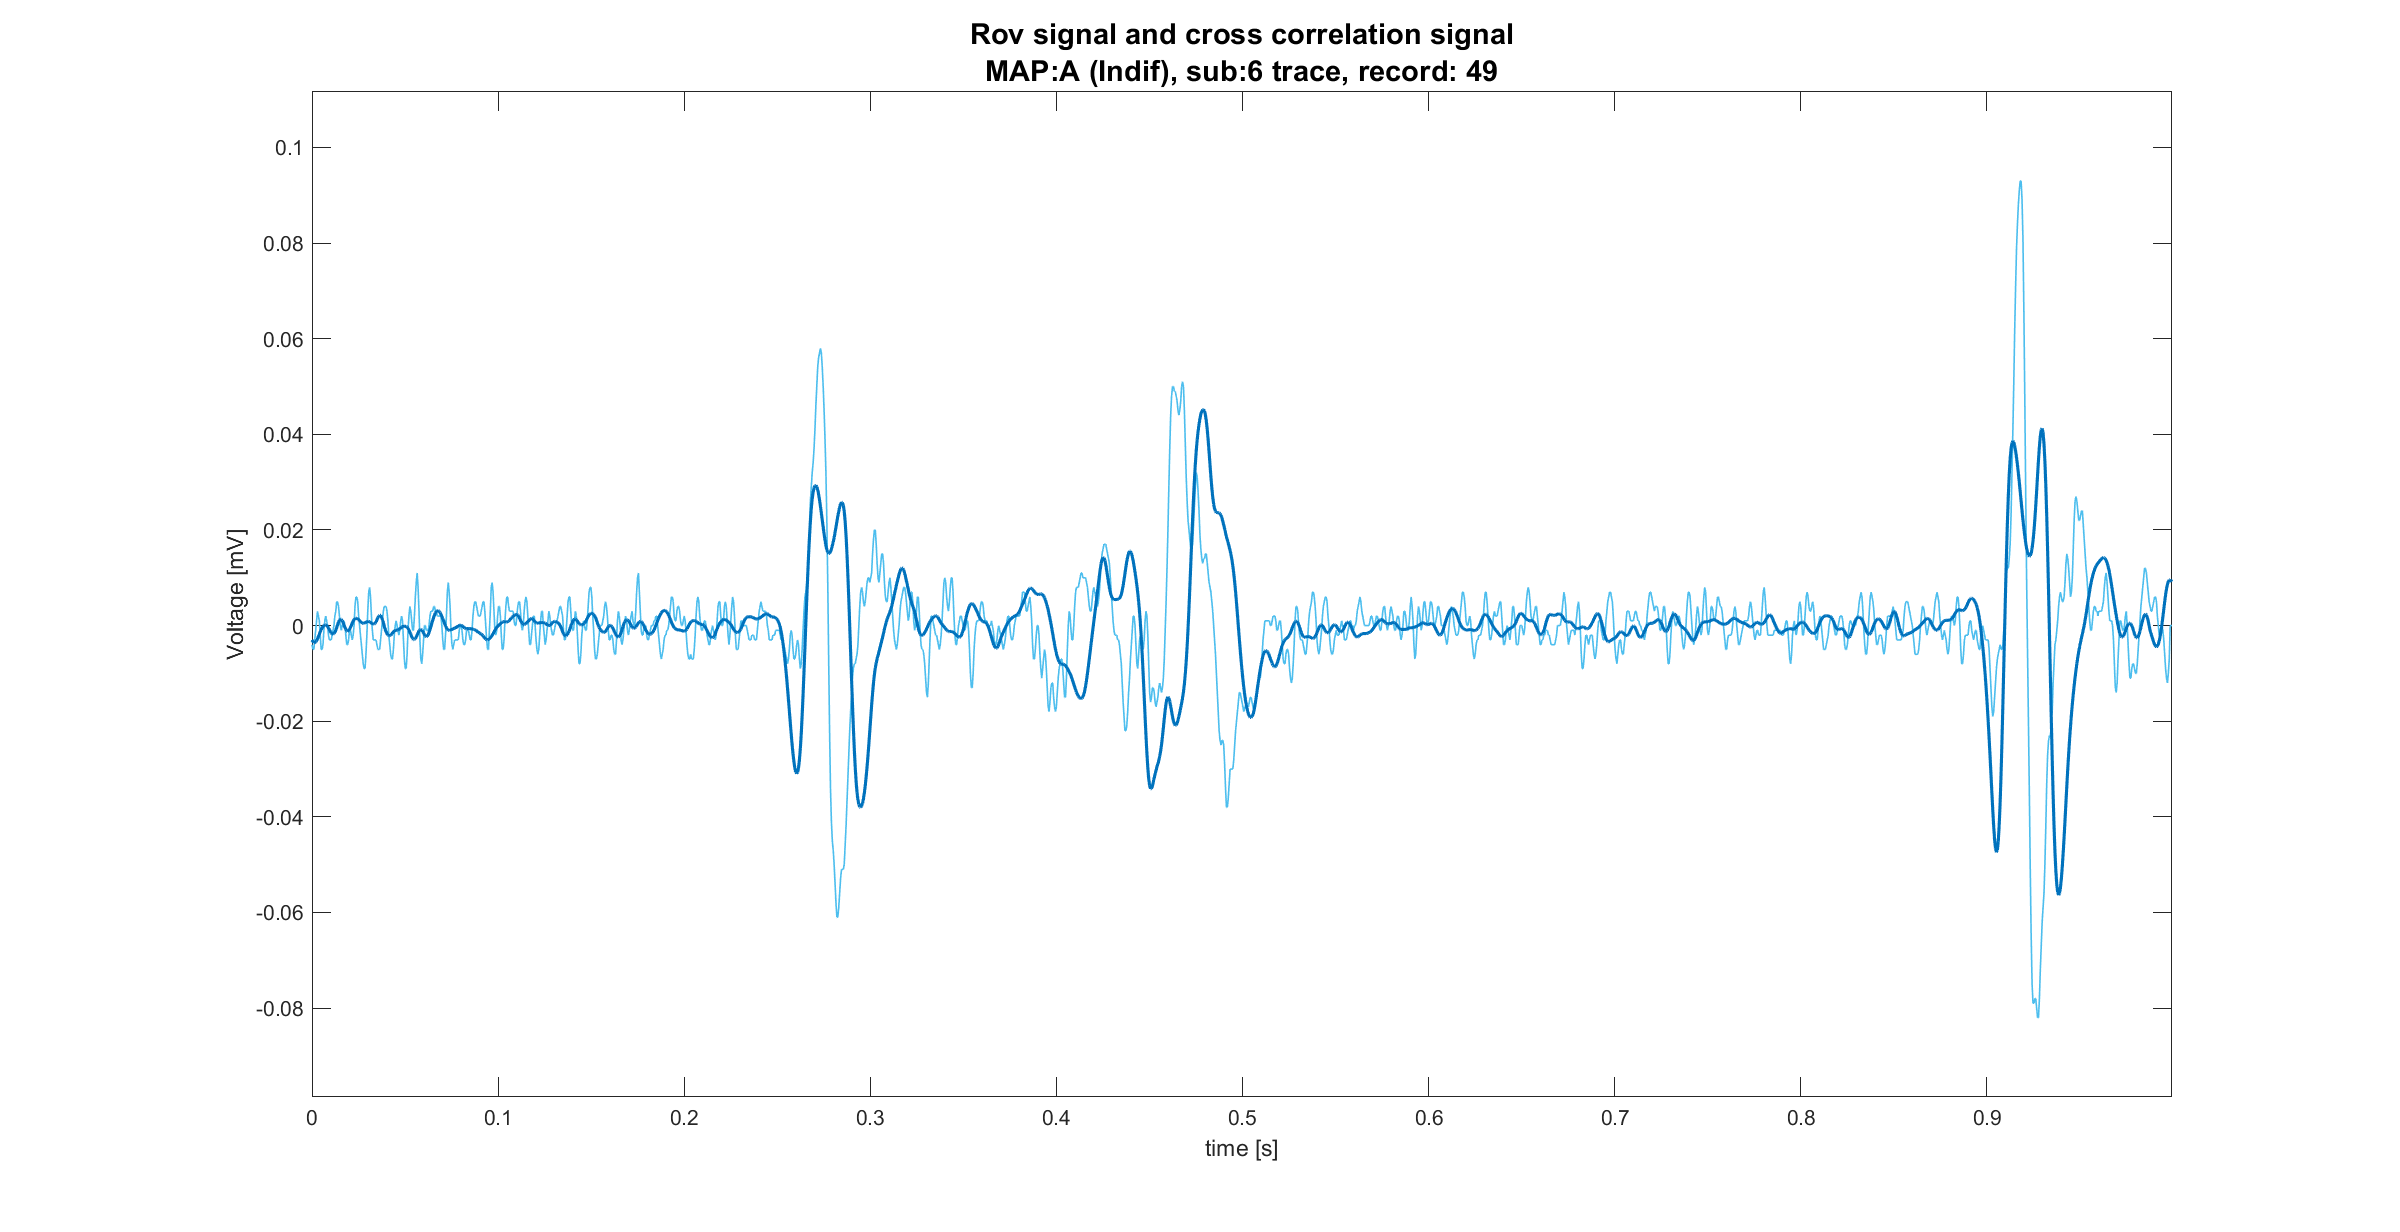 Rov signal and cross correlation signal
MAP:A (Indif), sub:6 trace, record: 49
0.1
0.08
0.06
0.04
0.02
0
-0.02
-0.04
-0.06
-0.08
Voltage [mV]
0 0.1 0.2 0.3 0.4 0.5 0.6 0.7 0.8 0.9
time [s]